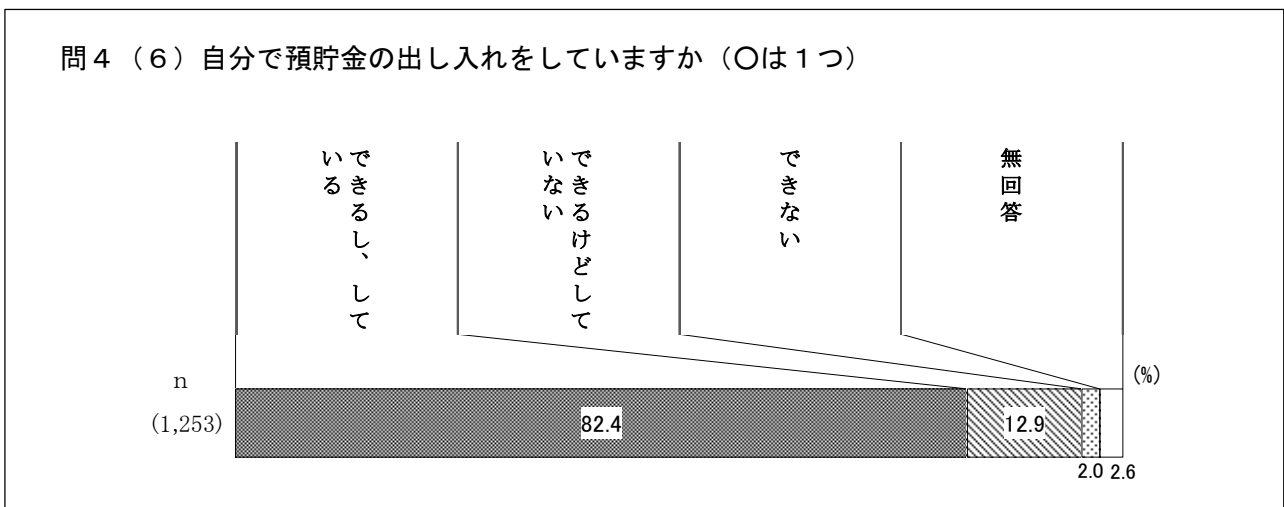 問４（６）自分で預貯金の出し入れをしていますか（○は１つ）
できるし、して
いる
できるけどして
いない
できない
無回答
(%)
n
(1,253)
82.4
12.9
2.0
2.6